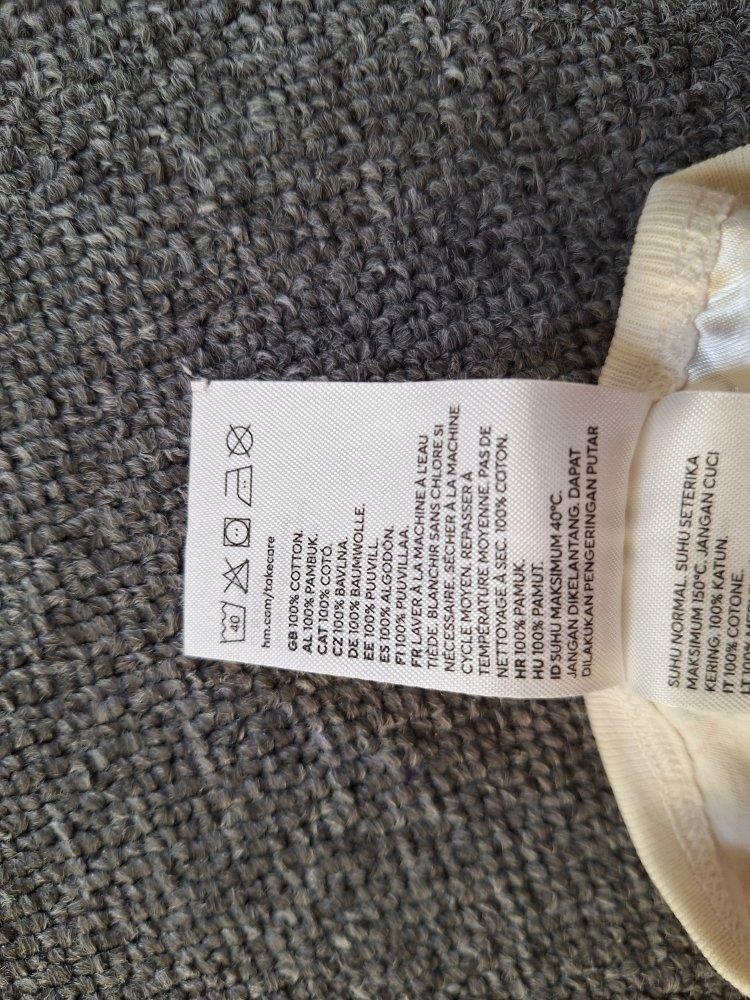 40
hm.com/takecare
GB 100% COTTON.
AL 100% PAMBUK.
CAT 100% COTÓ.
CZ 100% BAVLNA.
DE 100% BAUMWOLLE.
EE 100% PUUVILL.
ES 100% ALGODÓN.
FI 100% PUUVILLAA.
FR LAVER À LA MACHINE À L'EAU
TIÈDE. BLANCHIR SANS CHLORE SI
NÉCESSAIRE. SÉCHER À LA MACHINE
CYCLE MOYEN. REPASSER À
TEMPÉRATURE MOYENNE. PAS DE
NETTOYAGE À SEC. 100% COTON.
HR 100% PAMUK.
HU 100% PAMUT.
ID SUHU MAKSIMUM 40°C.
JANGAN DIKELANTANG. DAPAT
DILAKUKAN PENGERINGAN PUTAR
SUHU NORMAL. SUHU SETERIKA
MAKSIMUM 150°C. JANGAN CUCI
KERING. 100% KATUN.
IT 100% COTONE.